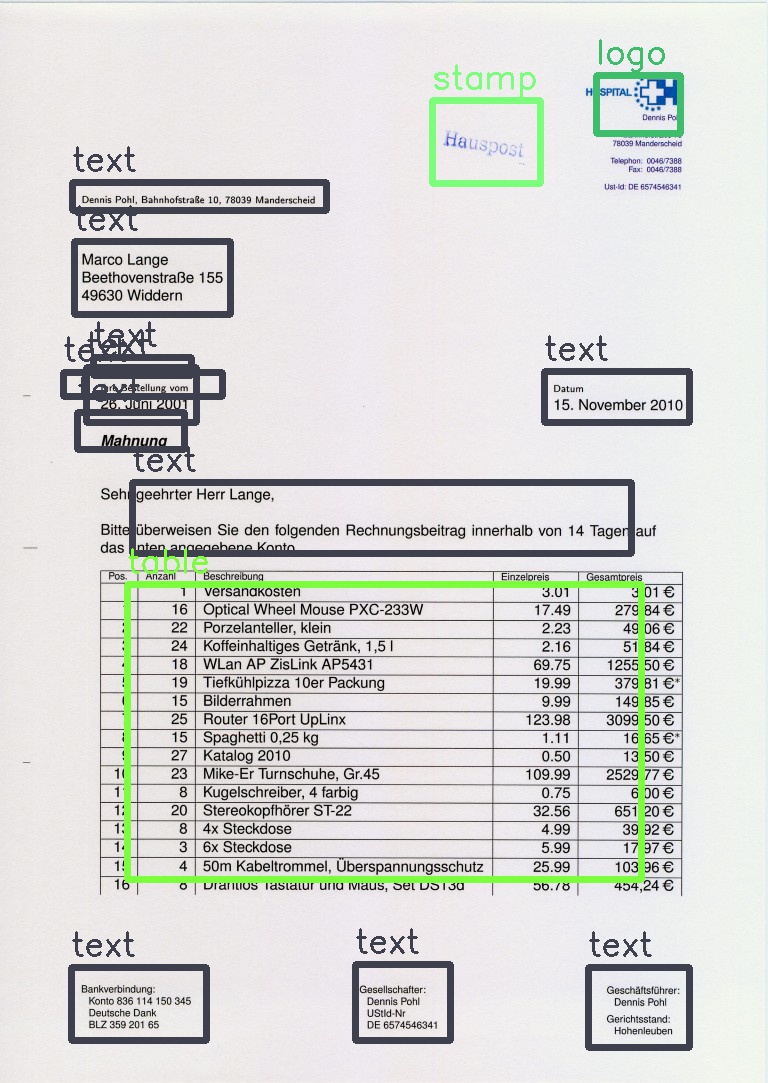 logo
stamp
HOSPITAL
Dennis Pohl
Hauspost
78039 Manderscheid
Telephon: 0046/7388
Fax: 0046/7388
Ust-Id: DE 6574546341
text
Dennis Pohl, Bahnhofstraße 10, 78039 Manderscheid
text
Marco Lange
Beethovenstraße 155
49630 Widdern
text
text
text
text
Ihre Bestellung vom
26. Juni 2001
Datum
15. November 2010
Mahnung
text
Sehr geehrter Herr Lange,
Bitte überweisen Sie den folgenden Rechnungsbeitrag innerhalb von 14 Tagen auf
das unten angegebene Konto
table
Pos. Anzahl Beschreibung Einzelpreis Gesamtpreis
1 Versandkosten 3.01 3,01 €
1 16 Optical Wheel Mouse PXC-233W 17.49 279,84 €
2 22 Porzelanteller, klein 2.23 49,06 €
3 24 Koffeinhaltiges Getränk, 1,5 l 2.16 51,84 €
4 18 WLan AP ZisLink AP5431 69.75 1255,50 €
5 19 Tiefkühlpizza 10er Packung 19.99 379,81 €*
6 15 Bilderrahmen 9.99 149,85 €
7 25 Router 16Port UpLinx 123.98 3099,50 €
8 15 Spaghetti 0,25 kg 1.11 16,65 €*
9 27 Katalog 2010 0.50 13,50 €
10 23 Mike-Er Turnschuhe, Gr.45 109.99 2529,77 €
11 8 Kugelschreiber, 4 farbig 0.75 6,00 €
12 20 Stereokopfhörer ST-22 32.56 651,20 €
13 8 4x Steckdose 4.99 39,92 €
14 3 6x Steckdose 5.99 17,97 €
15 4 50m Kabeltrommel, Überspannungsschutz 25.99 103,96 €
16 8 Drahtlos Tastatur und Maus, Set DS13d 56.78 454,24 €
text
text
text
Bankverbindung:
Konto 836 114 150 345
Deutsche Dank
BLZ 359 201 65
Gesellschafter:
Dennis Pohl
UStId-Nr
DE 6574546341
Geschäftsführer:
Dennis Pohl
Gerichtsstand:
Hohenleuben